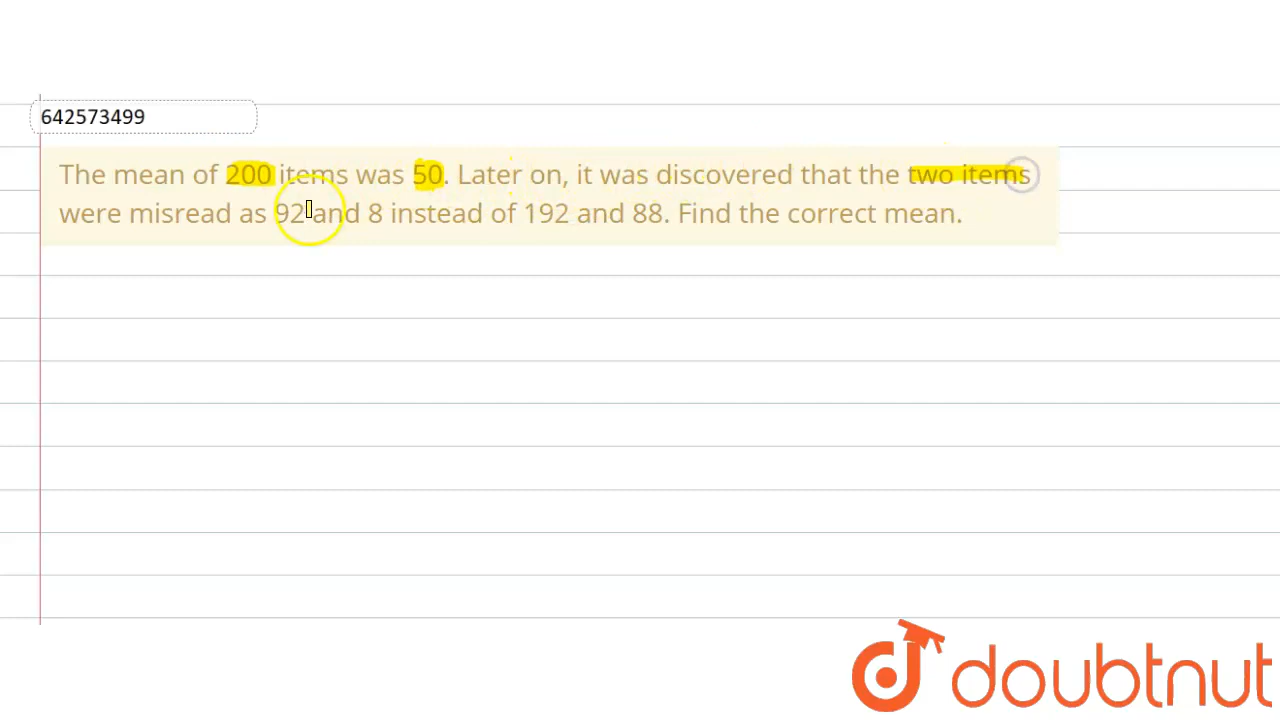 642573499
The mean of 200 items was 50. Later on, it was discovered that the two items
were misread as 92 and 8 instead of 192 and 88. Find the correct mean.
doubtnut